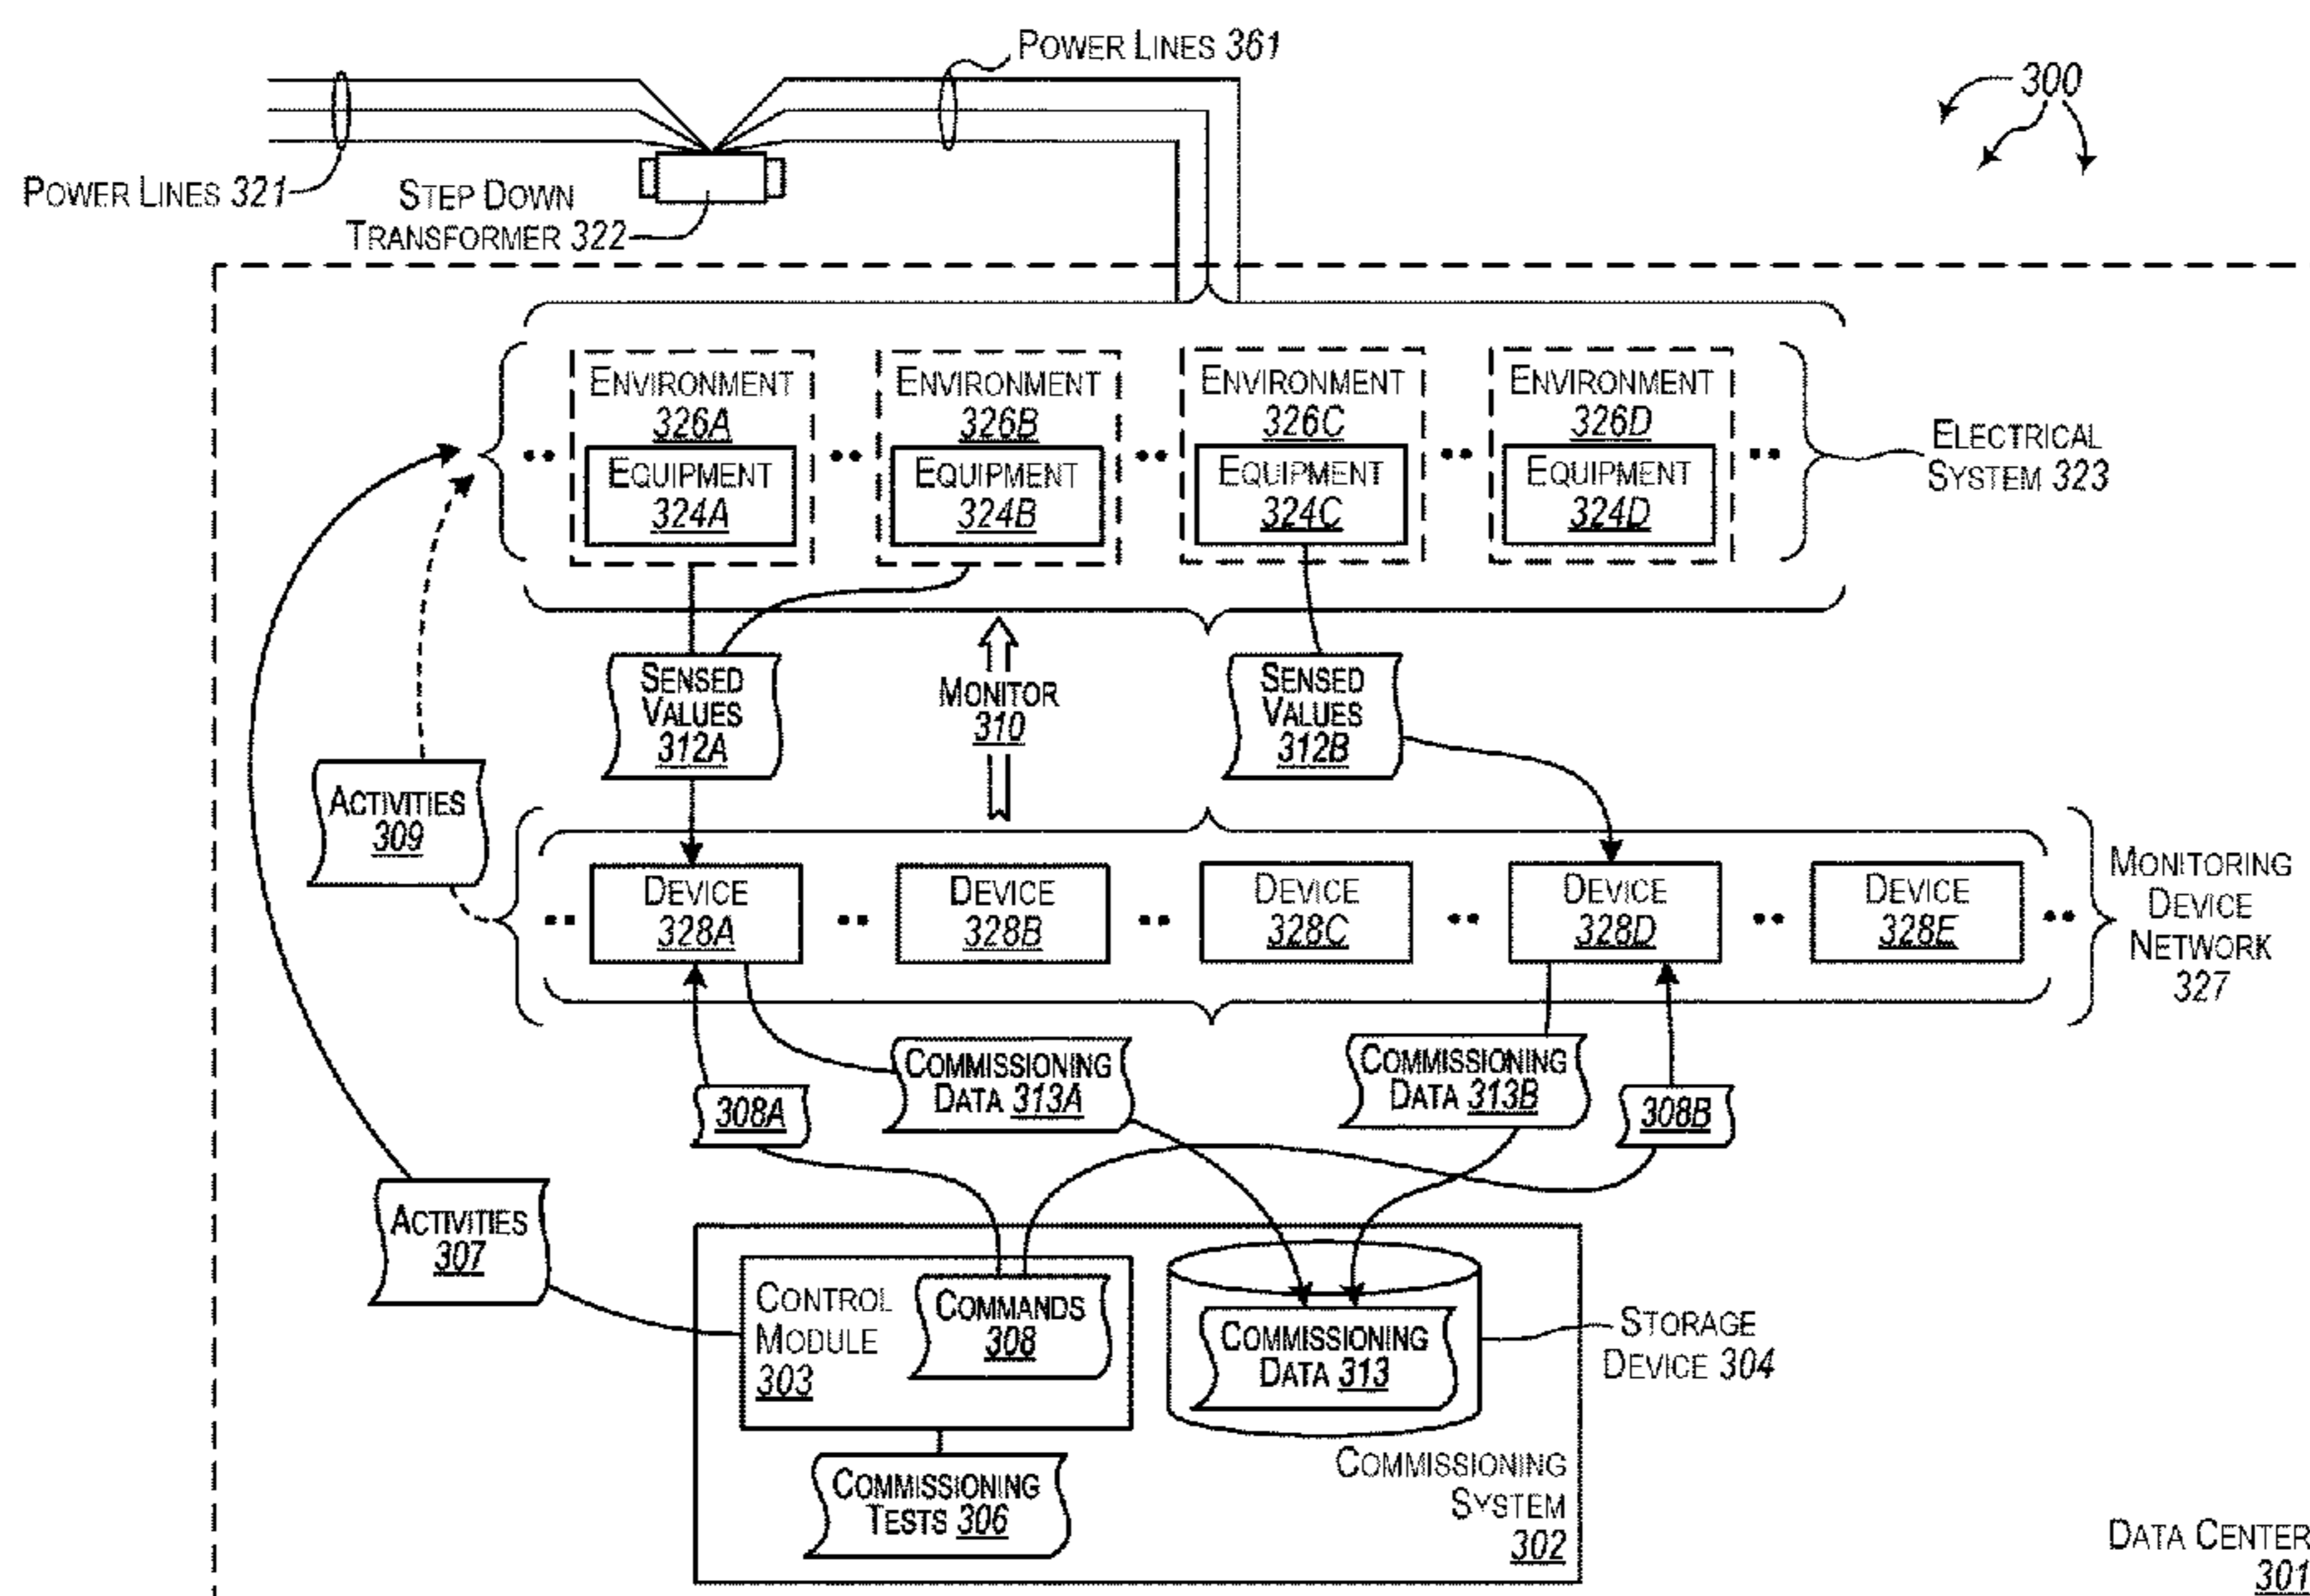 POWER LINES 361
300
POWER LINES 321
STEP DOWN
TRANSFORMER 322
ENVIRONMENT
326A
EQUIPMENT
324A
ENVIRONMENT
326B
EQUIPMENT
324B
ENVIRONMENT
326C
EQUIPMENT
324C
ENVIRONMENT
326D
EQUIPMENT
324D
ELECTRICAL
SYSTEM 323
SENSED
VALUES
312A
MONITOR
310
SENSED
VALUES
312B
ACTIVITIES
309
DEVICE
328A
DEVICE
328B
DEVICE
328C
DEVICE
328D
DEVICE
328E
MONITORING
DEVICE
NETWORK
327
308A
COMMISSIONING
DATA 313A
COMMISSIONING
DATA 313B
308B
ACTIVITIES
307
CONTROL
MODULE
303
COMMANDS
308
COMMISSIONING
DATA 313
STORAGE
DEVICE 304
COMMISSIONING
TESTS 306
COMMISSIONING
SYSTEM
302
DATA CENTER
301